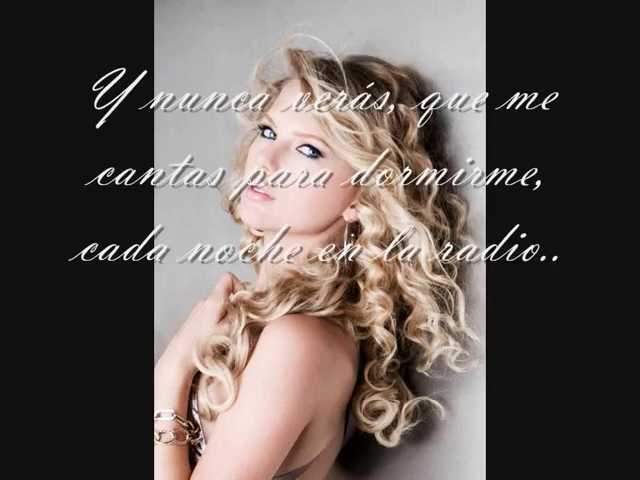 Y nunca verás, que me
cantas para dormirme,
cada noche en la radio..